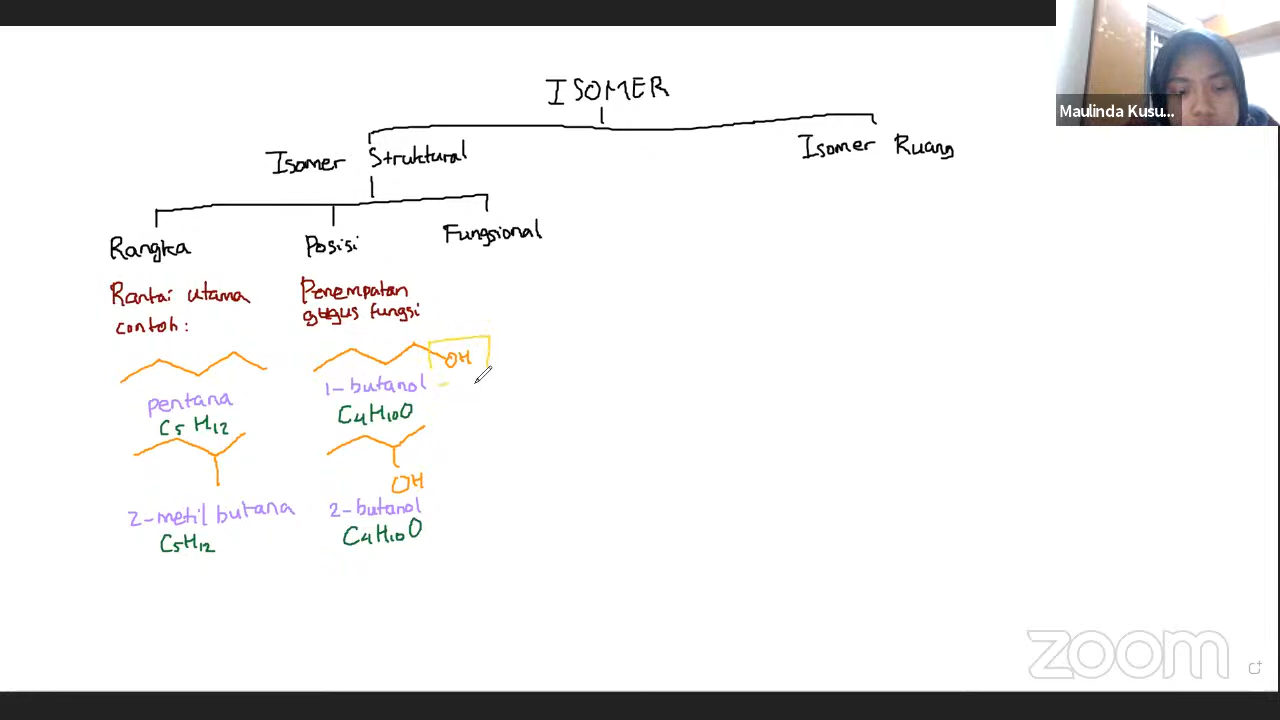 ISOMER
Maulinda Kusu...
Isomer Struktural
Isomer Ruang
Rangka
Posisi
Fungsional
Rantai utama
contoh:
pentana
C5H12
2-metil butana
C5H12
Penempatan
gugus fungsi
OH
1-butanol
C4H10O
OH
2-butanol
C4H10O
zoom